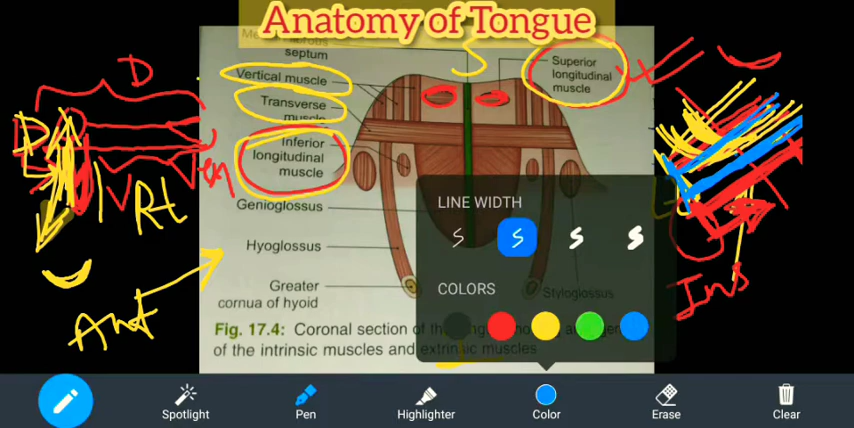 Anatomy of Tongue
septum
Vertical muscle
Transverse
muscle
Inferior
longitudinal
muscle
Genioglossus
Hyoglossus
Greater
cornua of hyoid
Superior
longitudinal
muscle
Styloglossus
Fig. 17.4: Coronal section of
of the intrinsic muscles and extrinsic muscles
D
Rt
Ant
Ins
LINE WIDTH
COLORS
Spotlight
Pen
Highlighter
Color
Erase
Clear